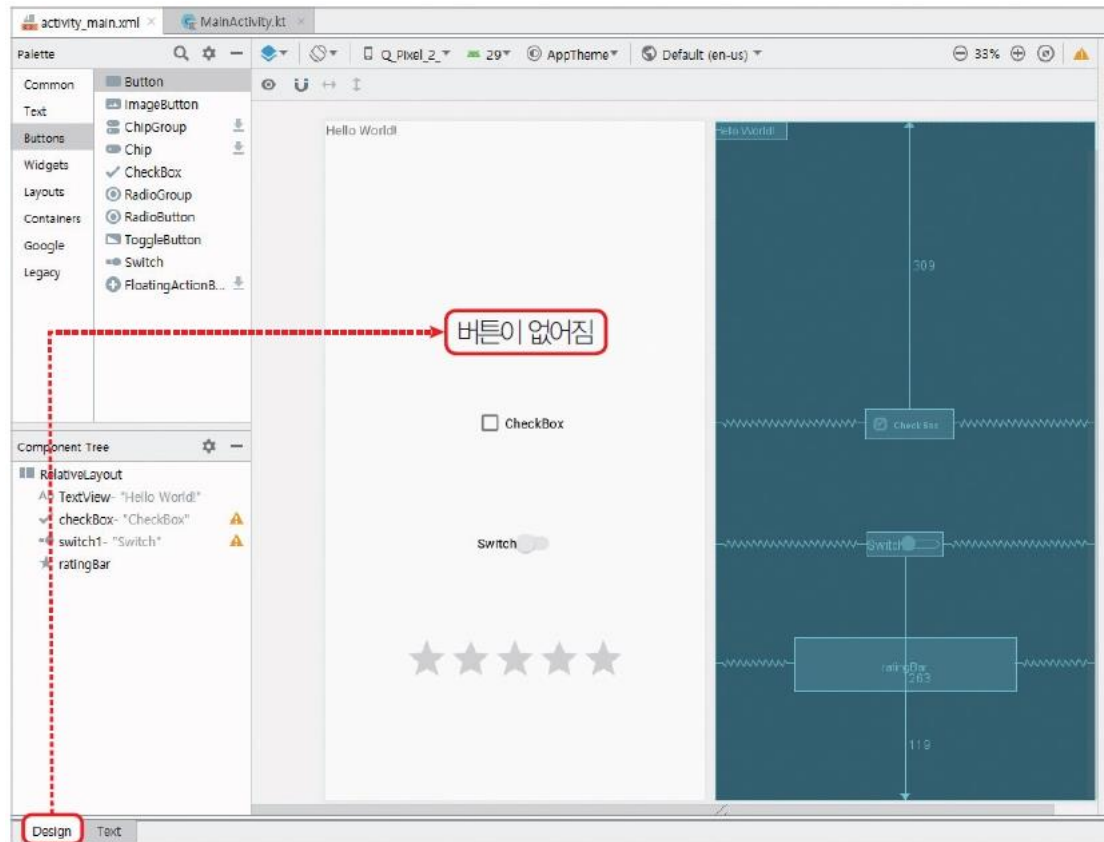 activity_main.xml
MainActivity.kt
Palette
Q_Pixel_2_
29
AppTheme
Default (en-us)
33%
Common
Text
Buttons
Widgets
Layouts
Containers
Google
Legacy
Button
ImageButton
ChipGroup
Chip
CheckBox
RadioGroup
RadioButton
ToggleButton
Switch
FloatingActionB...
Hello World!
버튼이 없어짐
CheckBox
Switch
Hello World!
309
CheckBox
Switch
ratingBar
263
119
Component Tree
RelativeLayout
Ab TextView- "Hello World!"
checkBox- "CheckBox"
switch1- "Switch"
ratingBar
Design
Text